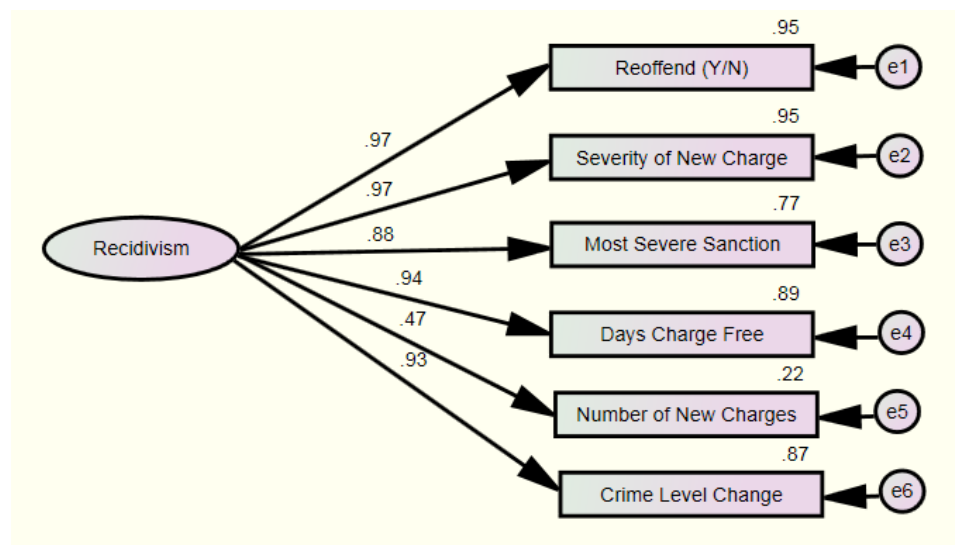 .95
Reoffend (Y/N)
e1
.97
.95
Severity of New Charge
e2
.97
.77
Recidivism
.88
Most Severe Sanction
e3
.94
.89
Days Charge Free
e4
.47
.22
Number of New Charges
e5
.93
.87
Crime Level Change
e6